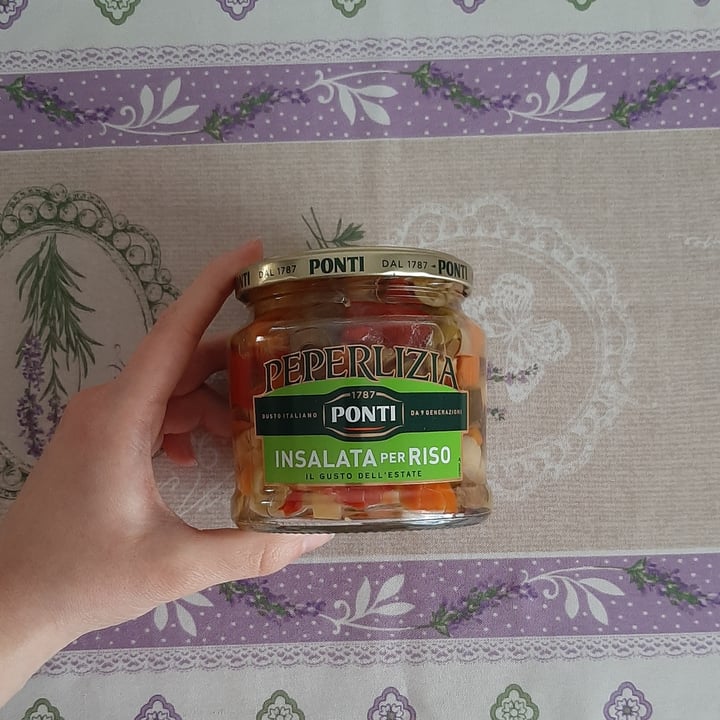 NTI DAL 1787 PONTI DAL 1787 PONTI
PEPERLIZIA
1787
GUSTO ITALIANO PONTI DA 9 GENERAZIONI
INSALATA PER RISO
IL GUSTO DELL'ESTATE